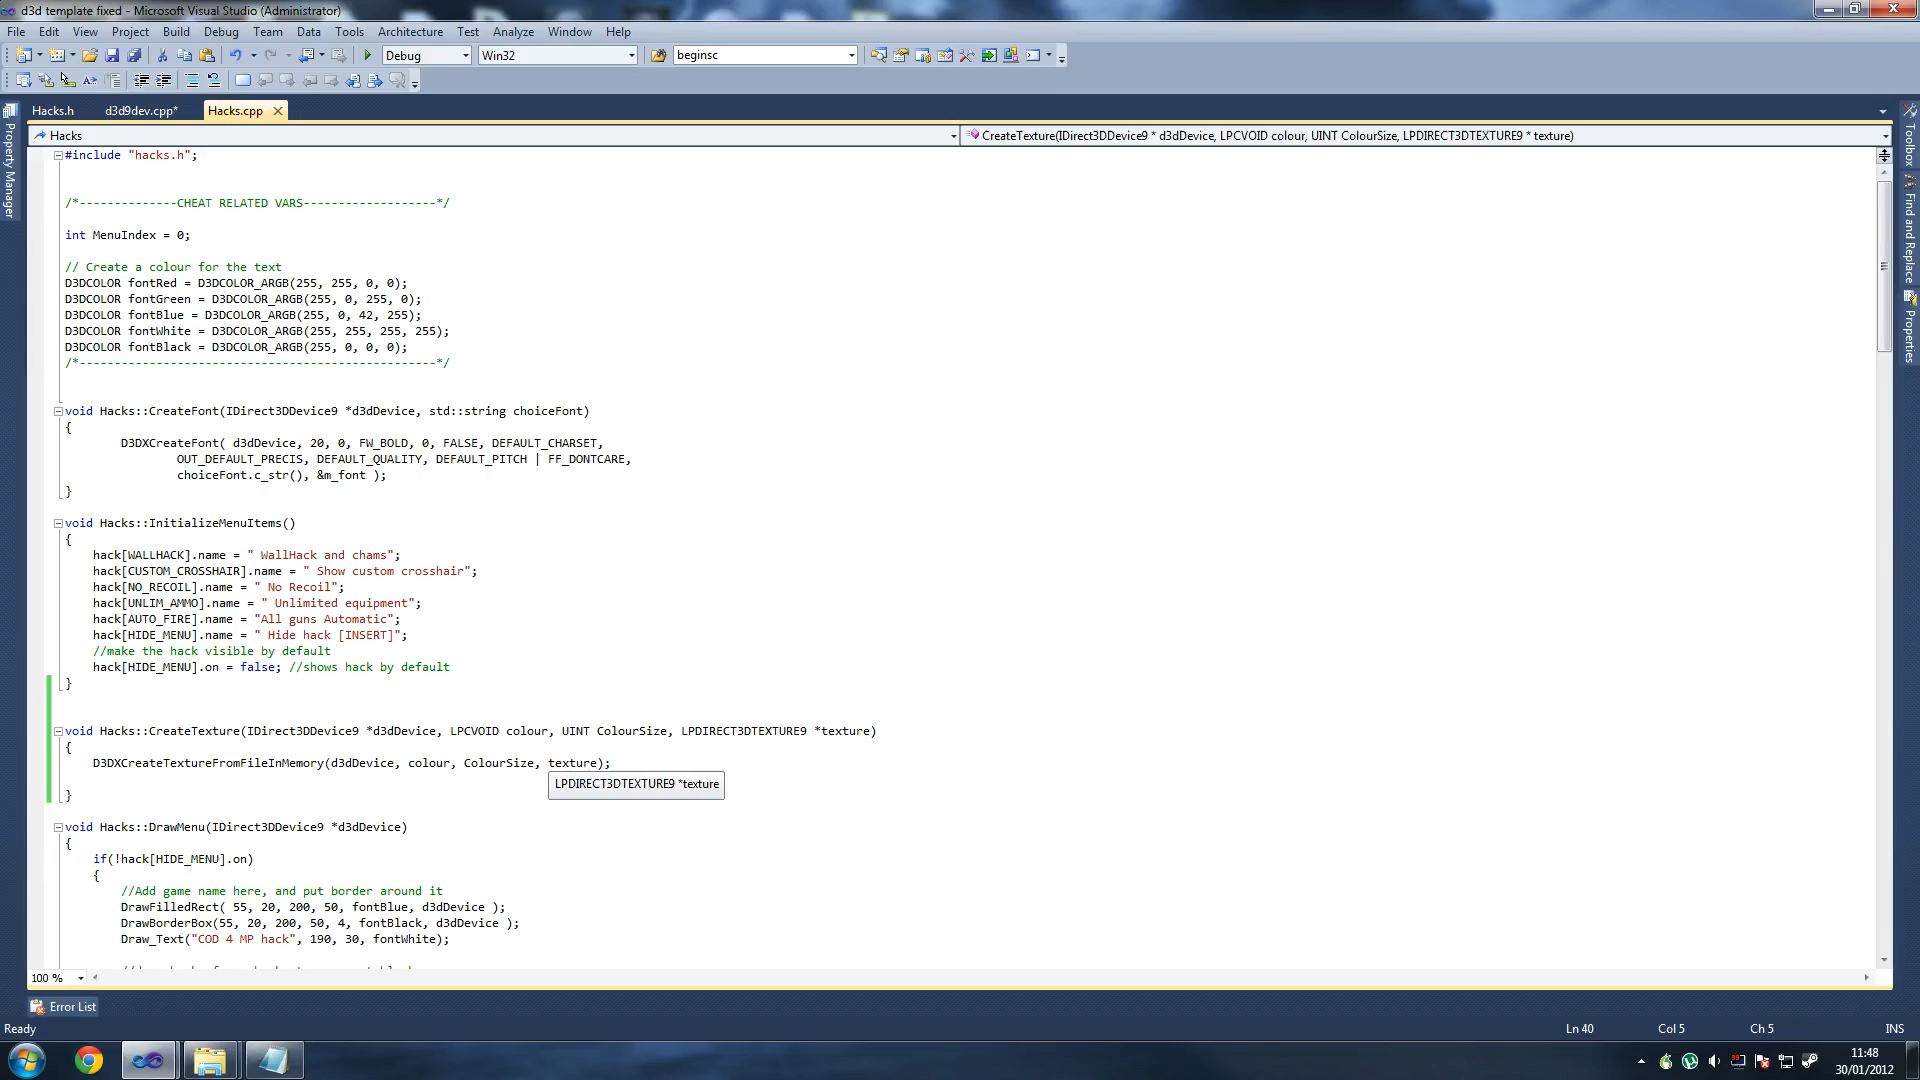 d3d template fixed - Microsoft Visual Studio (Administrator)
File Edit View Project Build Debug Team Data Tools Architecture Test Analyze Window Help
Debug Win32 beginsc
Hacks.h d3d9dev.cpp* Hacks.cpp
Hacks CreateTexture(IDirect3DDevice9 * d3dDevice, LPCVOID colour, UINT ColourSize, LPDIRECT3DTEXTURE9 * texture)
Property Manager
Toolbox
Find and Replace
Properties
#include "hacks.h";
/*--------------CHEAT RELATED VARS-------------------*/
int MenuIndex = 0;
// Create a colour for the text
D3DCOLOR fontRed = D3DCOLOR_ARGB(255, 255, 0, 0);
D3DCOLOR fontGreen = D3DCOLOR_ARGB(255, 0, 255, 0);
D3DCOLOR fontBlue = D3DCOLOR_ARGB(255, 0, 42, 255);
D3DCOLOR fontWhite = D3DCOLOR_ARGB(255, 255, 255, 255);
D3DCOLOR fontBlack = D3DCOLOR_ARGB(255, 0, 0, 0);
/*---------------------------------------------------*/
void Hacks::CreateFont(IDirect3DDevice9 *d3dDevice, std::string choiceFont)
{
D3DXCreateFont( d3dDevice, 20, 0, FW_BOLD, 0, FALSE, DEFAULT_CHARSET,
OUT_DEFAULT_PRECIS, DEFAULT_QUALITY, DEFAULT_PITCH | FF_DONTCARE,
choiceFont.c_str(), &m_font );
}
void Hacks::InitializeMenuItems()
{
hack[WALLHACK].name = " WallHack and chams";
hack[CUSTOM_CROSSHAIR].name = " Show custom crosshair";
hack[NO_RECOIL].name = " No Recoil";
hack[UNLIM_AMMO].name = " Unlimited equipment";
hack[AUTO_FIRE].name = "All guns Automatic";
hack[HIDE_MENU].name = " Hide hack [INSERT]";
//make the hack visible by default
hack[HIDE_MENU].on = false; //shows hack by default
}
void Hacks::CreateTexture(IDirect3DDevice9 *d3dDevice, LPCVOID colour, UINT ColourSize, LPDIRECT3DTEXTURE9 *texture)
{
D3DXCreateTextureFromFileInMemory(d3dDevice, colour, ColourSize, texture);
LPDIRECT3DTEXTURE9 *texture
}
void Hacks::DrawMenu(IDirect3DDevice9 *d3dDevice)
{
if(!hack[HIDE_MENU].on)
{
//Add game name here, and put border around it
DrawFilledRect( 55, 20, 200, 50, fontBlue, d3dDevice );
DrawBorderBox(55, 20, 200, 50, 4, fontBlack, d3dDevice );
Draw_Text("COD 4 MP hack", 190, 30, fontWhite);
100 %
Error List
Ready Ln 40 Col 5 Ch 5 INS
11:48
30/01/2012